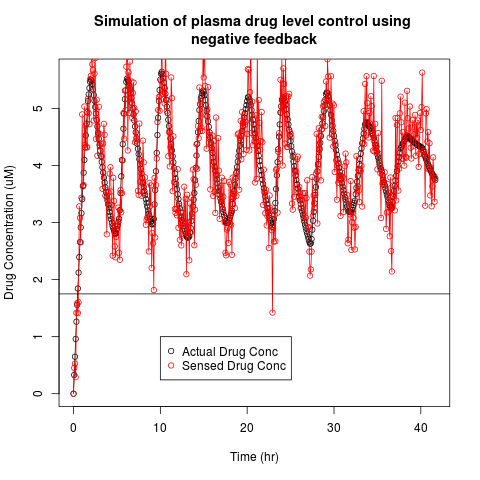 Simulation of plasma drug level control using
negative feedback
Drug Concentration (uM)
5
4
3
2
1
0
Actual Drug Conc
Sensed Drug Conc
0 10 20 30 40
Time (hr)